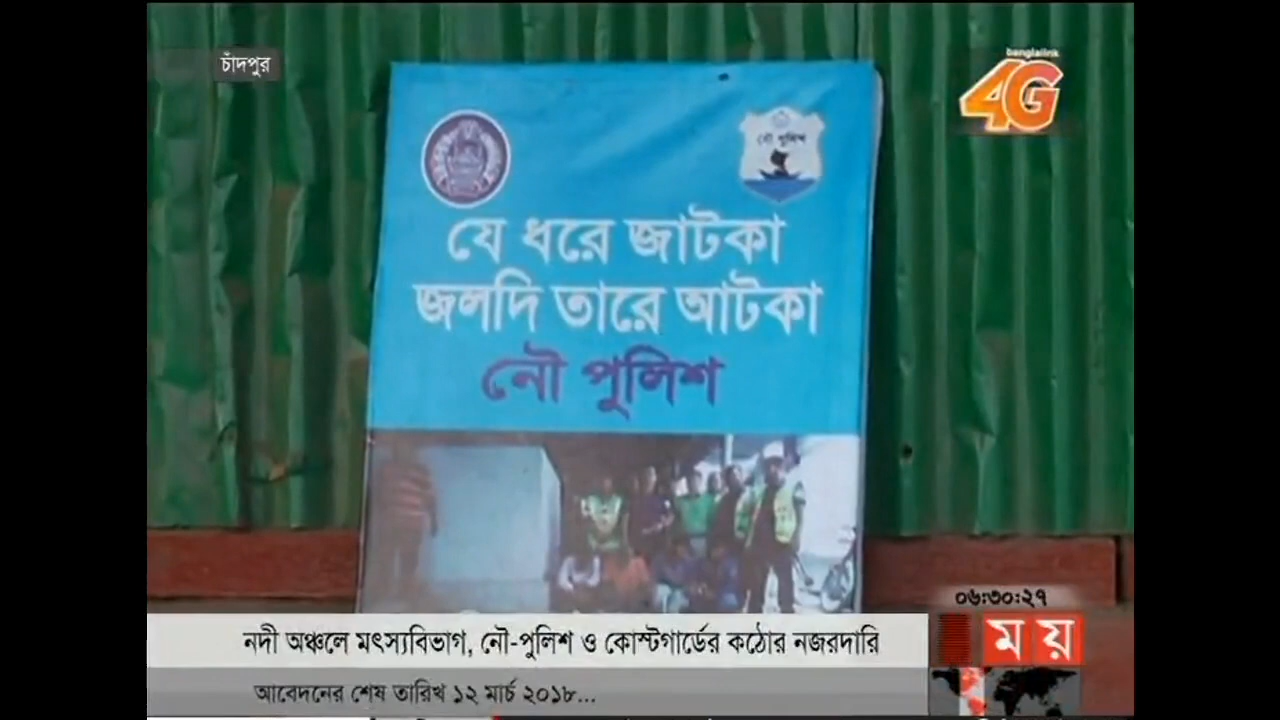 চাঁদপুর
banglalink
4G
নৌ পুলিশ
যে ধরে জাটকা
জলদি তারে আটকা
নৌ পুলিশ
০৬:৩০:২৭
নদী অঞ্চলে মৎস্যবিভাগ, নৌ-পুলিশ ও কোস্টগার্ডের কঠোর নজরদারি
সময়
আবেদনের শেষ তারিখ ১২ মার্চ ২০১৮...